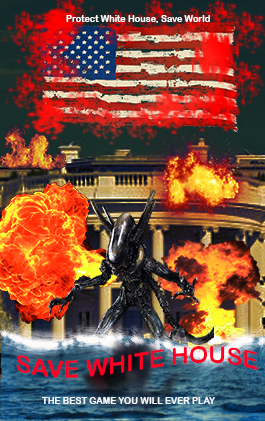 Protect White House, Save World
SAVE WHITE HOUSE
THE BEST GAME YOU WILL EVER PLAY